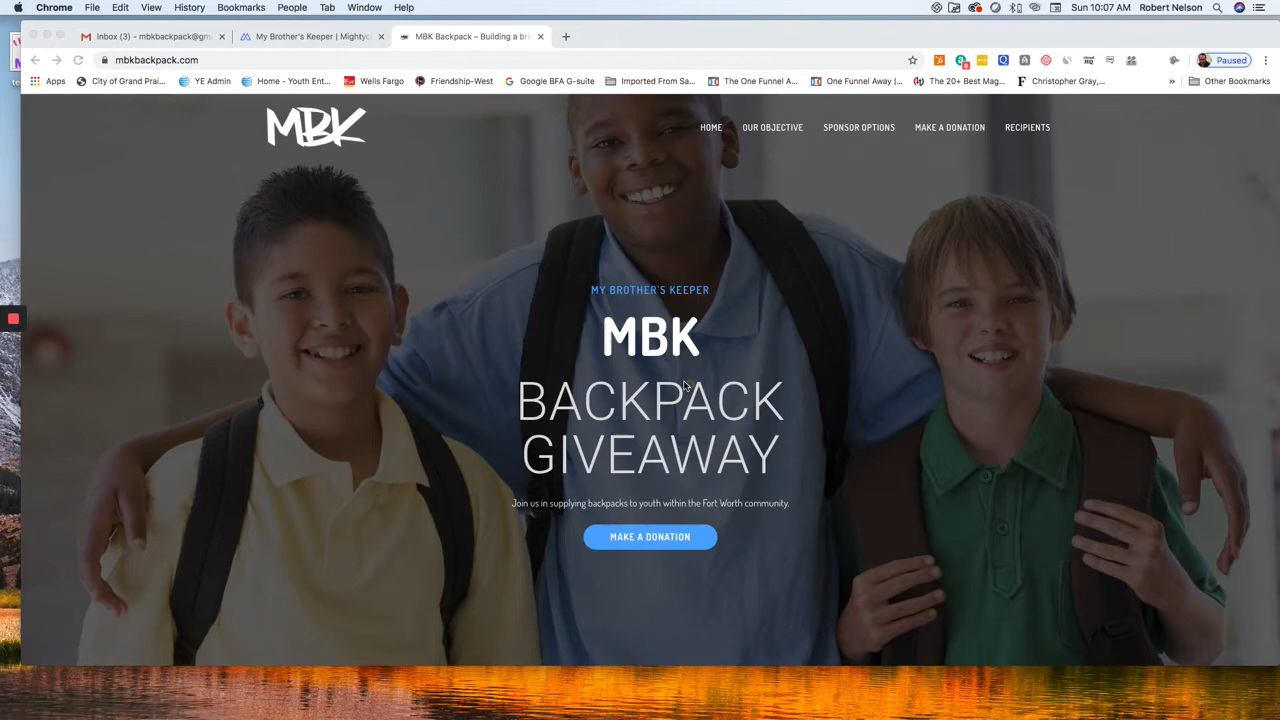 Chrome File Edit View History Bookmarks People Tab Window Help Sun 10:07 AM Robert Nelson
Inbox (3) - mbkbackpack@gm My Brother's Keeper | Mightyc MBK Backpack – Building a bri
mbkbackpack.com Paused
Apps City of Grand Prai... YE Admin Home - Youth Ent... Wells Fargo Friendship-West Google BFA G-suite Imported From Sa... The One Funnel A... One Funnel Away |... The 20+ Best Mag... Christopher Gray,... » Other Bookmarks
MBK HOME OUR OBJECTIVE SPONSOR OPTIONS MAKE A DONATION RECIPIENTS
MY BROTHER'S KEEPER
MBK
BACKPACK
GIVEAWAY
Join us in supplying backpacks to youth within the Fort Worth community.
MAKE A DONATION